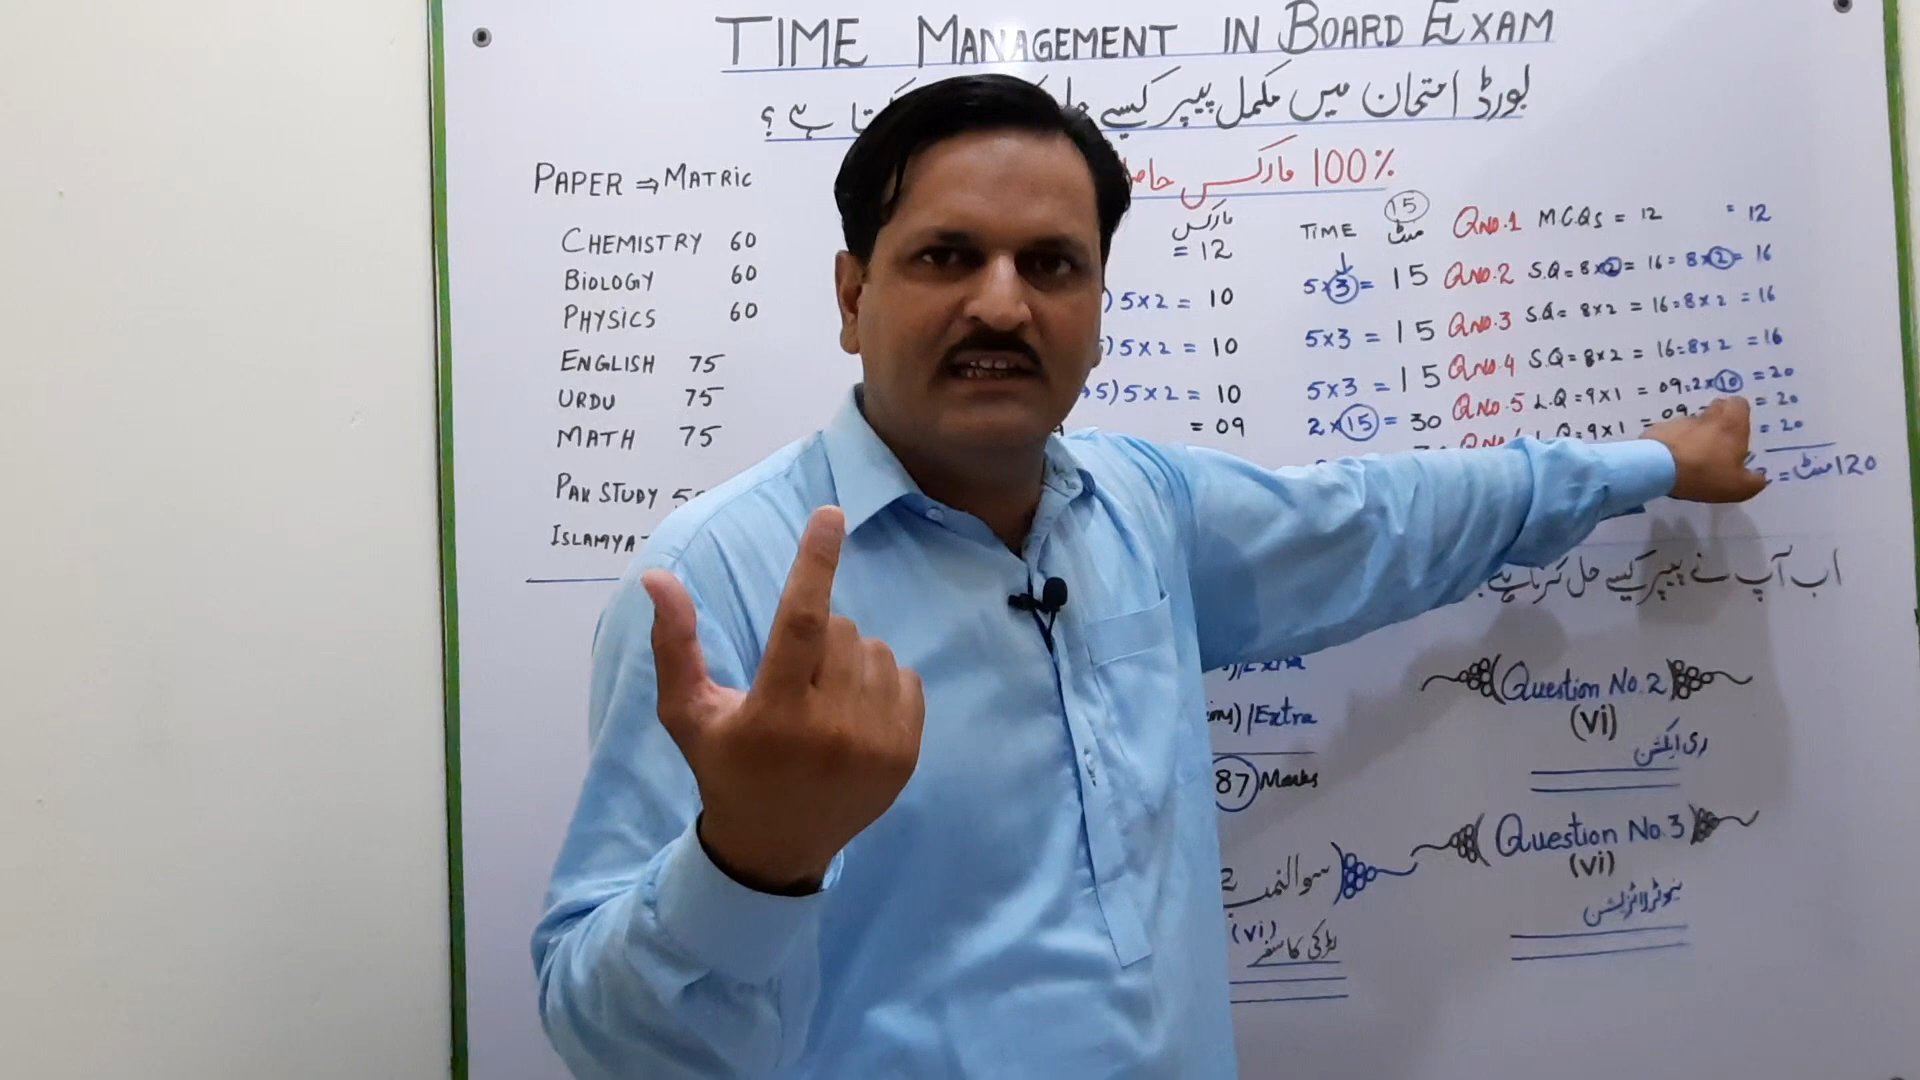 TIME MANAGEMENT IN BOARD EXAM
بورڈ امتحان میں مکمل پیپر کیسے ہے ؟
100% مارکس
PAPER ⇒ MATRIC
CHEMISTRY 60
BIOLOGY 60
PHYSICS 60
ENGLISH 75
URDU 75
MATH 75
PAK STUDY
مارکس
= 12
5x2 = 10
5x2 = 10
5) 5x2 = 10
= 09
TIME 15 منٹ
5x3 = 15
5x3 = 15
5x3 = 15
2x15 = 30
QNO.1 MCQS = 12 = 12
QNO.2 S.Q = 8x2 = 16 = 8x2 = 16
QNO.3 S.Q = 8x2 = 16 = 8x2 = 16
QNO.4 S.Q = 8x2 = 16 = 8x2 = 16
QNO.5 L.Q = 9x1 = 09 = 2x10 = 20
= 9x1 = 09 = 20
= 20
= 120 منٹ
اب آپ نے پیپر کیسے حل کرنا ہے
/Extra
/Extra
87 Marks
(Question No.2)
(vi)
ری ایکشن
(Question No.3)
(vi)
نیوٹرلائزیشن
سوال نمبر 2
(vi)
لڑکی کا سفر